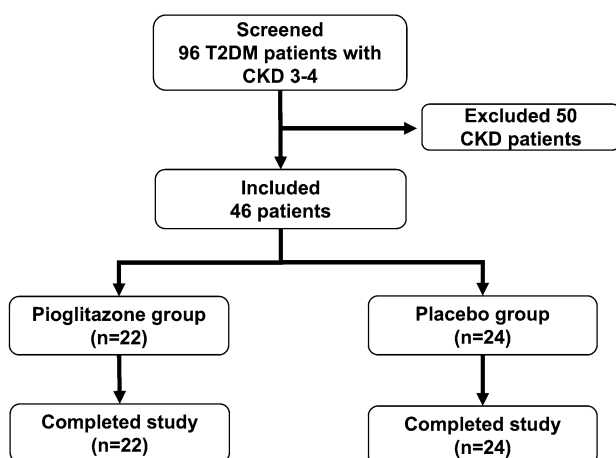 Screened
96 T2DM patients with
CKD 3-4
Excluded 50
CKD patients
Included
46 patients
Pioglitazone group
(n=22)
Placebo group
(n=24)
Completed study
(n=22)
Completed study
(n=24)